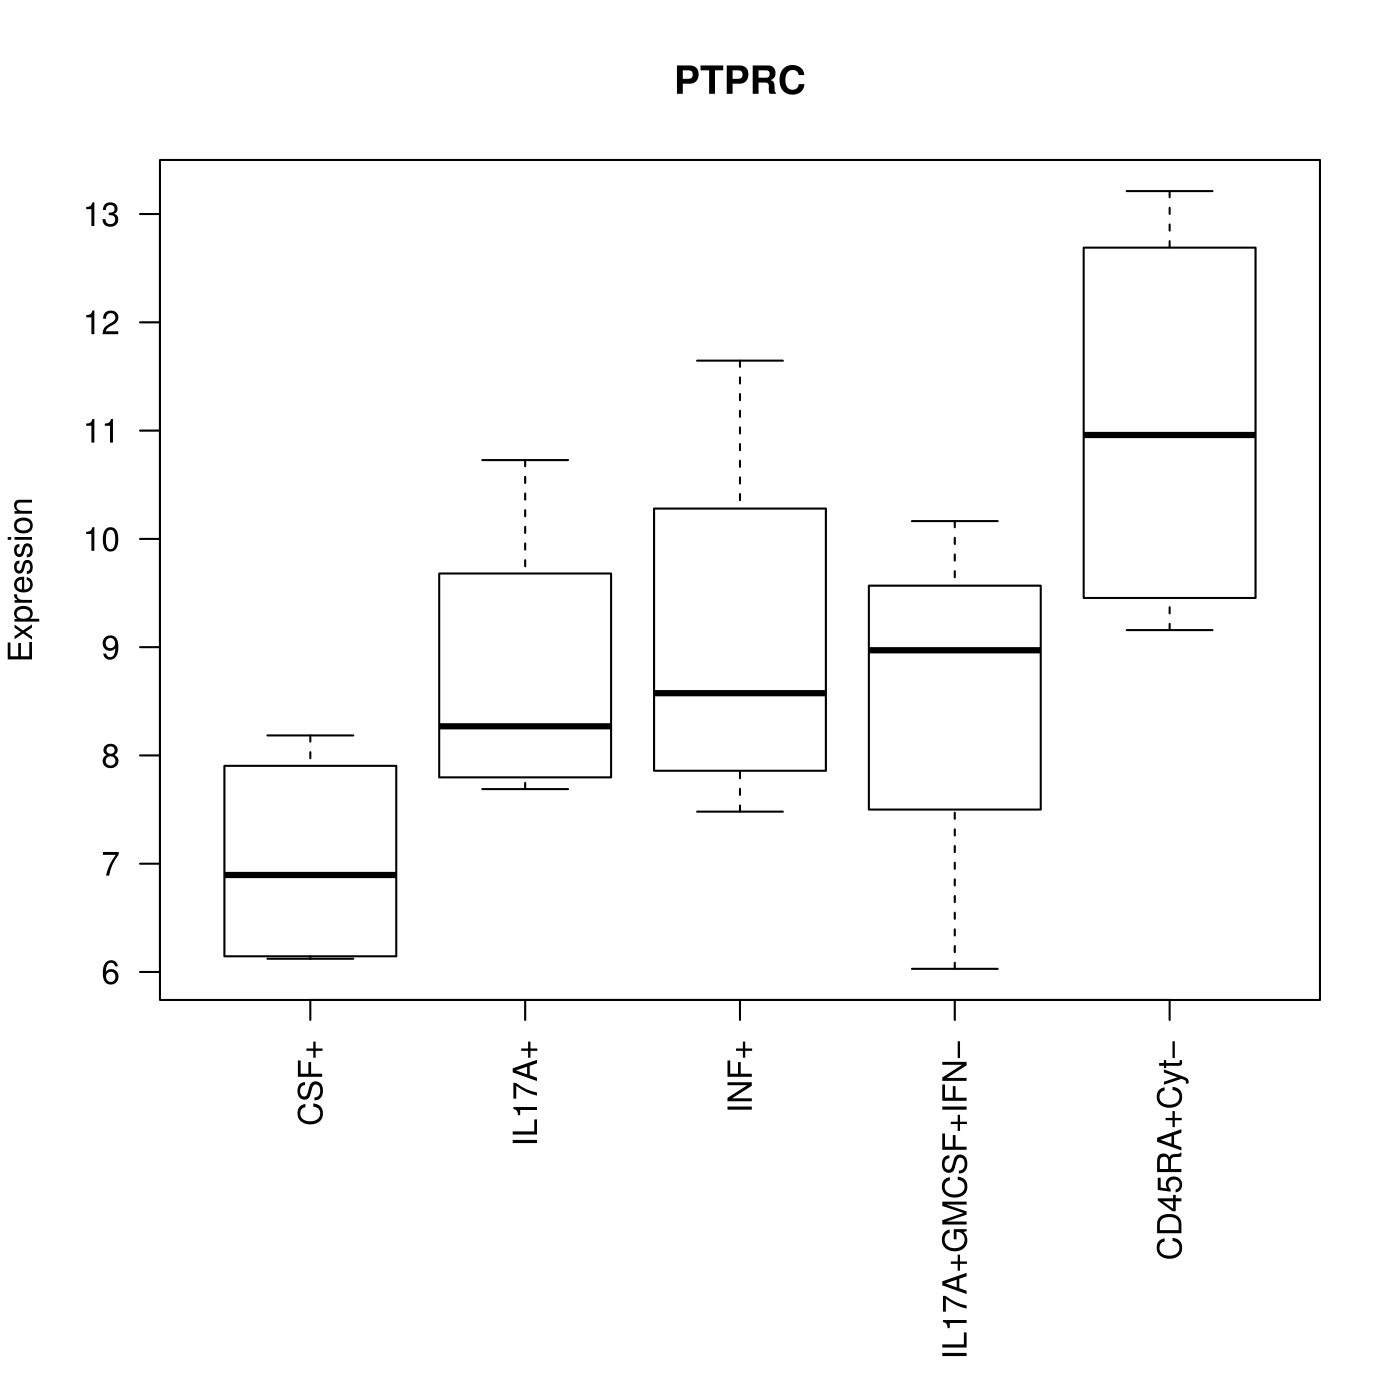 PTPRC
Expression
13
12
11
10
9
8
7
6
CSF+
IL17A+
INF+
IL17A+GMCSF+IFN−
CD45RA+Cyt−